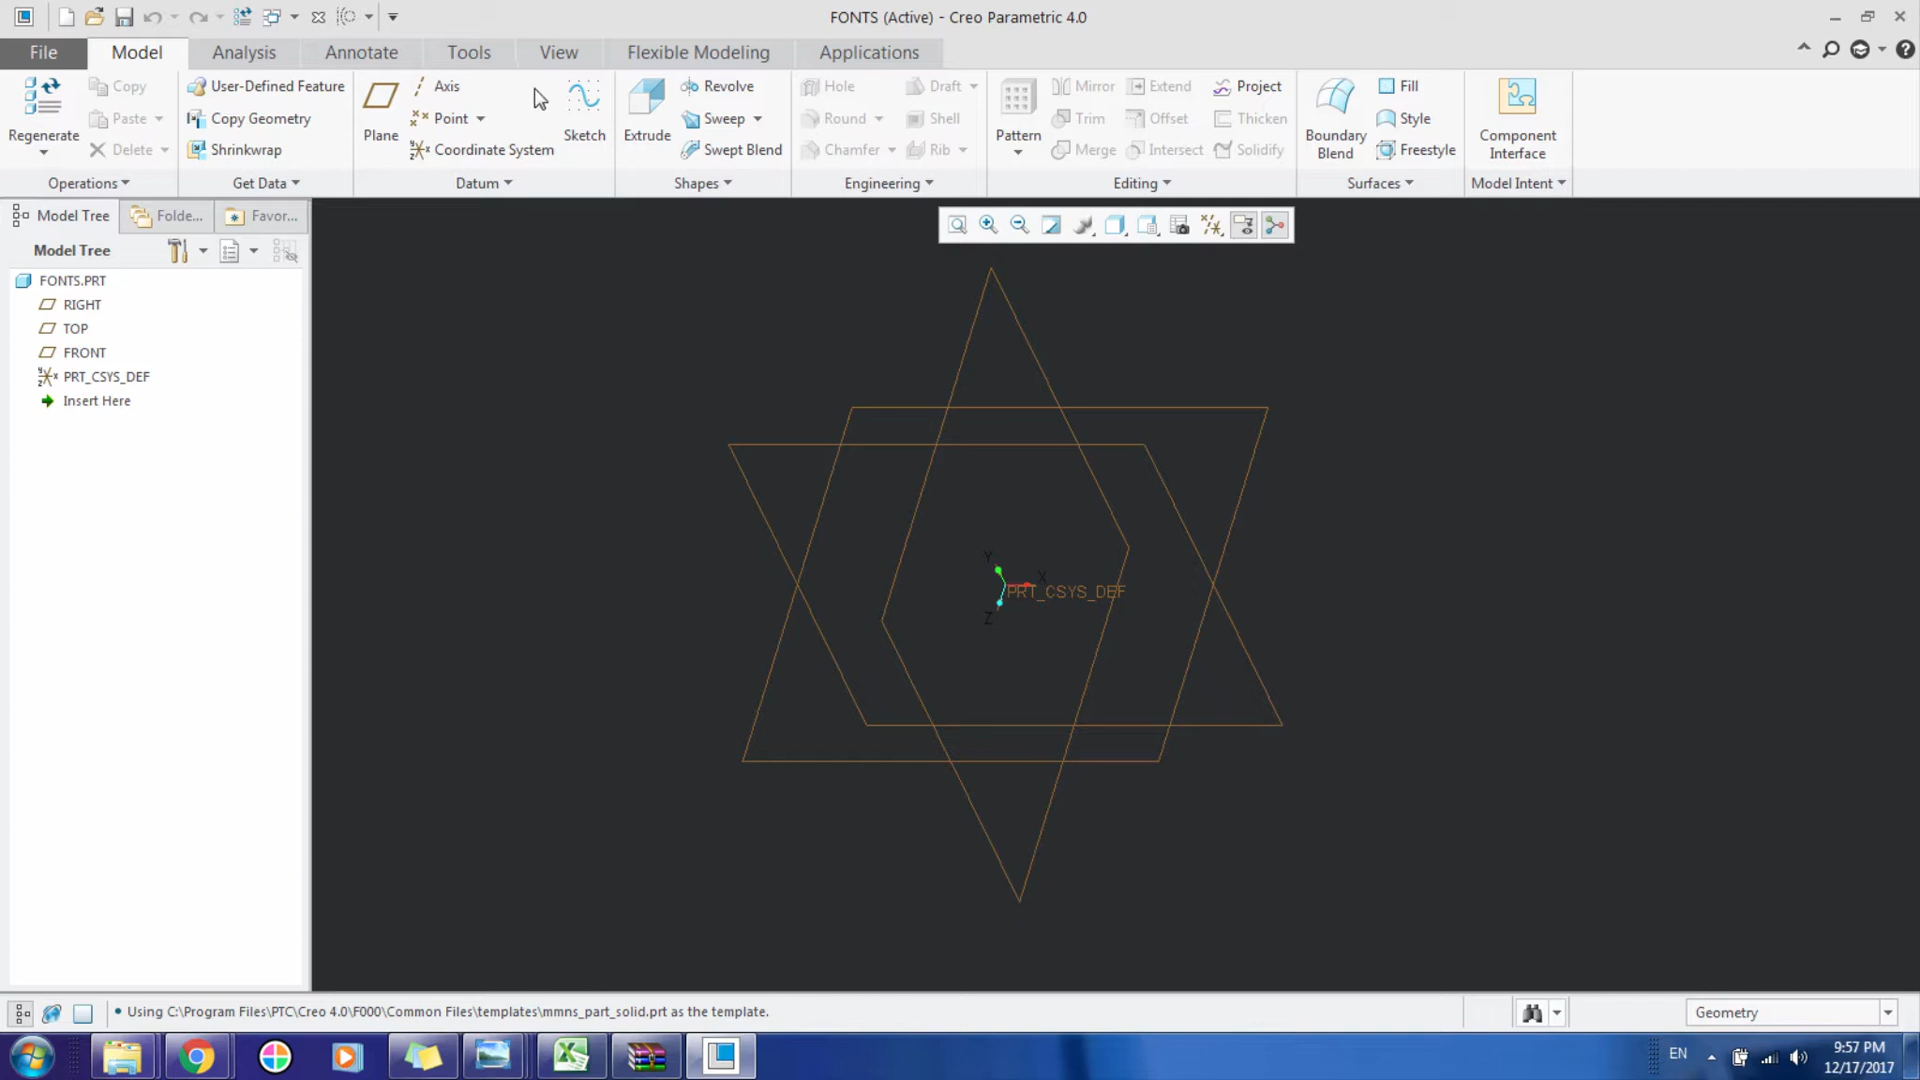 FONTS (Active) - Creo Parametric 4.0
File Model Analysis Annotate Tools View Flexible Modeling Applications
Regenerate
Copy
Paste
Delete
Operations
User-Defined Feature
Copy Geometry
Shrinkwrap
Get Data
Plane
Axis
Point
Coordinate System
Sketch
Datum
Extrude
Revolve
Sweep
Swept Blend
Shapes
Hole
Round
Chamfer
Draft
Shell
Rib
Engineering
Pattern
Mirror
Trim
Merge
Extend
Offset
Intersect
Project
Thicken
Solidify
Editing
Boundary
Blend
Fill
Style
Freestyle
Surfaces
Component
Interface
Model Intent
Model Tree Folde... Favor...
Model Tree
FONTS.PRT
RIGHT
TOP
FRONT
PRT_CSYS_DEF
Insert Here
Y
X
PRT_CSYS_DEF
Z
• Using C:\Program Files\PTC\Creo 4.0\F000\Common Files\templates\mmns_part_solid.prt as the template.
Geometry
EN
9:57 PM
12/17/2017